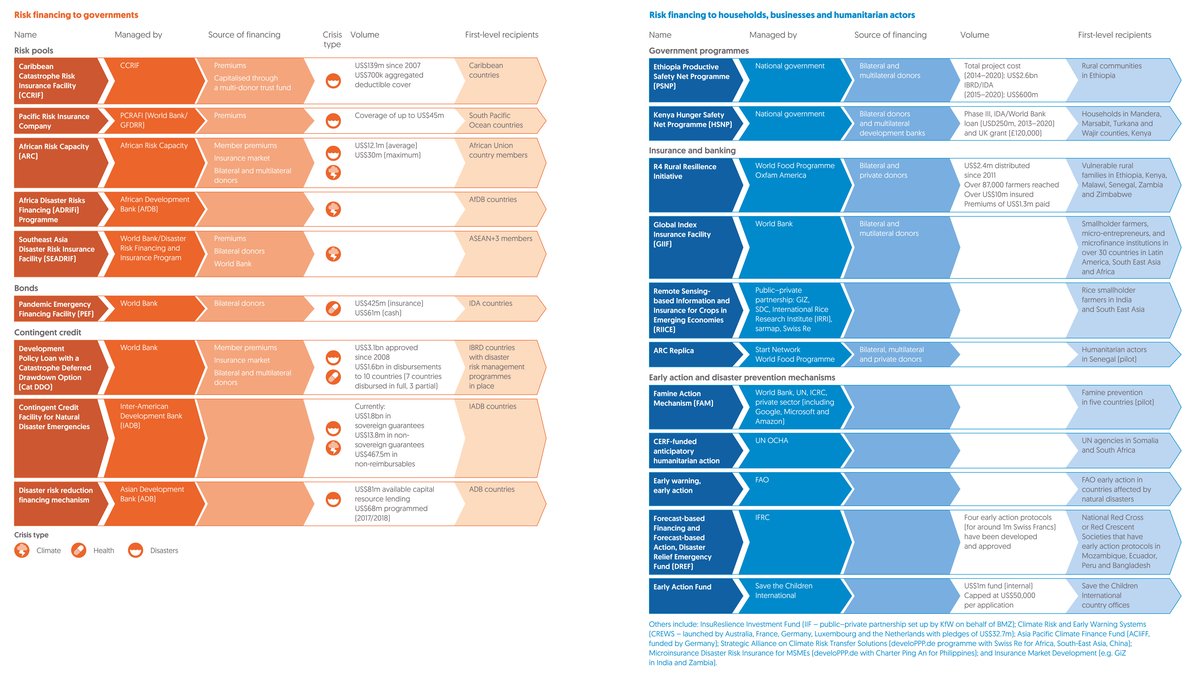 Risk financing to governments
Name
Managed by
Source of financing
Crisis
type
Volume
First-level recipients
Risk pools
Caribbean
Catastrophe Risk
Insurance Facility
(CCRIF)
CCRIF
Premiums
Capitalised through
a multi-donor trust fund
US$139m since 2007
US$700k aggregated
deductible cover
Caribbean
countries
Pacific Risk Insurance
Company
PCRAFI (World Bank/
GFDRR)
Premiums
Coverage of up to US$45m
South Pacific
Ocean countries
African Risk Capacity
(ARC)
African Risk Capacity
Member premiums
Insurance market
Bilateral and multilateral
donors
US$12.1m (average)
US$30m (maximum)
African Union
country members
Africa Disaster Risks
Financing (ADRiFi)
Programme
African Development
Bank (AfDB)
AfDB countries
Southeast Asia
Disaster Risk Insurance
Facility (SEADRIF)
World Bank/Disaster
Risk Financing and
Insurance Program
Premiums
Bilateral donors
World Bank
ASEAN+3 members
Bonds
Pandemic Emergency
Financing Facility (PEF)
World Bank
Bilateral donors
US$425m (insurance)
US$61m (cash)
IDA countries
Contingent credit
Development
Policy Loan with a
Catastrophe Deferred
Drawdown Option
(Cat DDO)
World Bank
Member premiums
Insurance market
Bilateral and multilateral
donors
US$3.1bn approved
since 2008
US$1.6bn in disbursements
to 10 countries (7 countries
disbursed in full, 3 partial)
IBRD countries
with disaster
risk management
programmes
in place
Contingent Credit
Facility for Natural
Disaster Emergencies
Inter-American
Development Bank
(IADB)
Currently:
US$1.8bn in
sovereign guarantees
US$13.8m in non-
sovereign guarantees
US$467.5m in
non-reimbursables
IADB countries
Disaster risk reduction
financing mechanism
Asian Development
Bank (ADB)
US$81m available capital
resource lending
US$68m programmed
(2017/2018)
ADB countries
Crisis type
Climate
Health
Disasters
Risk financing to households, businesses and humanitarian actors
Name
Managed by
Source of financing
Volume
First-level recipients
Government programmes
Ethiopia Productive
Safety Net Programme
(PSNP)
National government
Bilateral and
multilateral donors
Total project cost
(2014–2020): US$2.6bn
IBRD/IDA
(2015–2020): US$600m
Rural communities
in Ethiopia
Kenya Hunger Safety
Net Programme (HSNP)
National government
Bilateral donors
and multilateral
development banks
Phase III, IDA/World Bank
loan (USD250m, 2013–2020)
and UK grant (£120,000)
Households in Mandera,
Marsabit, Turkana and
Wajir counties, Kenya
Insurance and banking
R4 Rural Resilience
Initiative
World Food Programme
Oxfam America
Bilateral and
private donors
US$2.4m distributed
since 2011
Over 87,000 farmers reached
Over US$10m insured
Premiums of US$1.3m paid
Vulnerable rural
families in Ethiopia, Kenya,
Malawi, Senegal, Zambia
and Zimbabwe
Global Index
Insurance Facility
(GIIF)
World Bank
Bilateral and
mutilateral donors
Smallholder farmers,
micro-entrepreneurs, and
microfinance institutions in
over 30 countries in Latin
America, South East Asia
and Africa
Remote Sensing-
based Information and
Insurance for Crops in
Emerging Economies
(RIICE)
Public–private
partnership: GIZ,
SDC, International Rice
Research Institute (IRRI),
sarmap, Swiss Re
Rice smallholder
farmers in India
and South East Asia
ARC Replica
Start Network
World Food Programme
Bilateral, multilateral
and private donors
Humanitarian actors
in Senegal (pilot)
Early action and disaster prevention mechanisms
Famine Action
Mechanism (FAM)
World Bank, UN, ICRC,
private sector (including
Google, Microsoft and
Amazon)
Famine prevention
in five countries (pilot)
CERF-funded
anticipatory
humanitarian action
UN OCHA
UN agencies in Somalia
and South Africa
Early warning,
early action
FAO
FAO early action in
countries affected by
natural disasters
Forecast-based
Financing and
Forecast-based
Action, Disaster
Relief Emergency
Fund (DREF)
IFRC
Four early action protocols
(for around 1m Swiss Francs)
have been developed
and approved
National Red Cross
or Red Crescent
Societies that have
early action protocols in
Mozambique, Ecuador,
Peru and Bangladesh
Early Action Fund
Save the Children
International
US$1m fund (internal)
Capped at US$50,000
per application
Save the Children
International
country offices
Others include: InsuResilience Investment Fund (IIF – public–private partnership set up by KfW on behalf of BMZ); Climate Risk and Early Warning Systems
(CREWS – launched by Australia, France, Germany, Luxembourg and the Netherlands with pledges of US$32.7m); Asia Pacific Climate Finance Fund (ACliFF,
funded by Germany); Strategic Alliance on Climate Risk Transfer Solutions (develoPPP.de programme with Swiss Re for Africa, South-East Asia, China);
Microinsurance Disaster Risk Insurance for MSMEs (develoPPP.de with Charter Ping An for Philippines); and Insurance Market Development (e.g. GiZ
in India and Zambia).